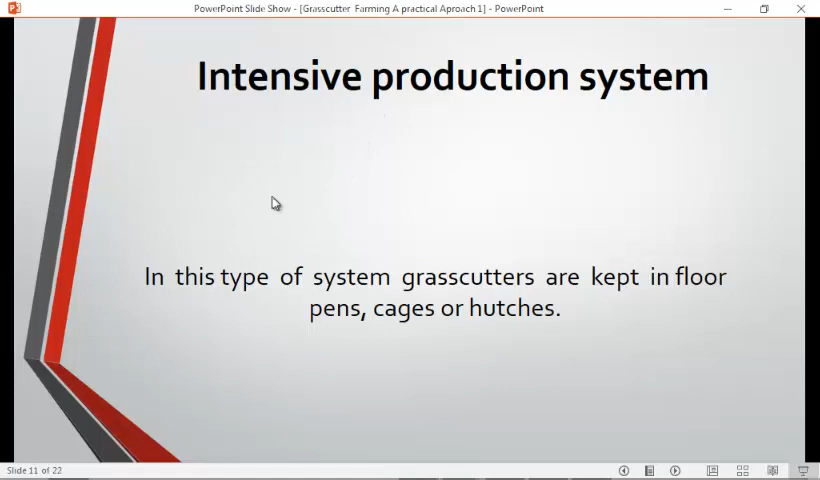 PowerPoint Slide Show - [Grasscutter Farming A practical Aproach 1] - PowerPoint
Intensive production system
In this type of system grasscutters are kept in floor
pens, cages or hutches.
Slide 11 of 22